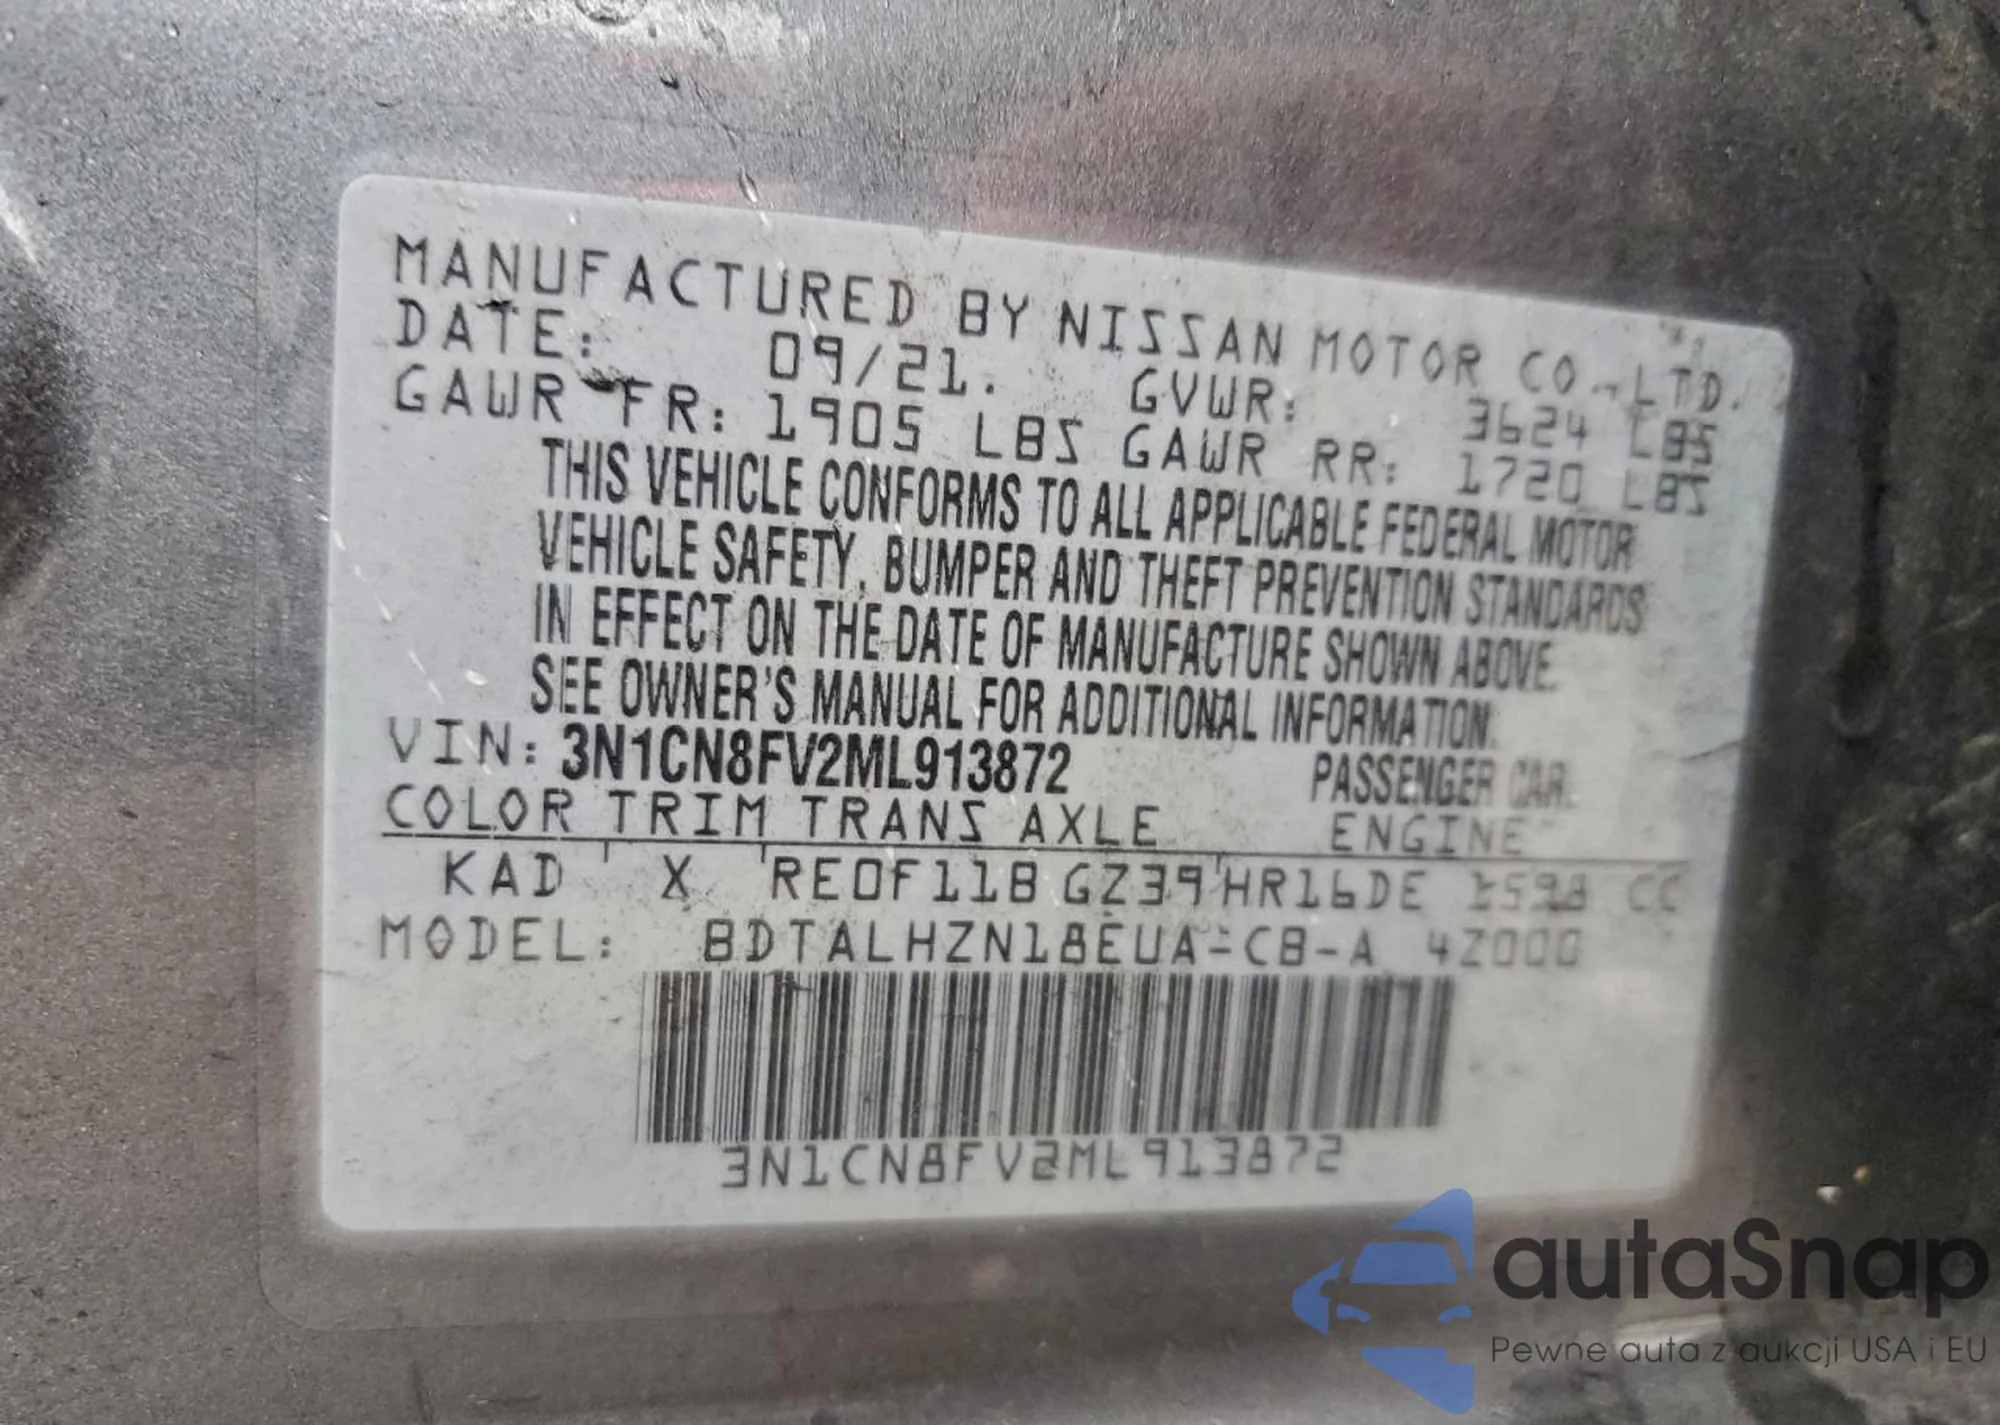 MANUFACTURED BY NISSAN MOTOR CO.,LTD.
DATE: 09/21. GVWR: 3624 LBS
GAWR FR: 1905 LBS GAWR RR: 1720 LBS
THIS VEHICLE CONFORMS TO ALL APPLICABLE FEDERAL MOTOR
VEHICLE SAFETY, BUMPER AND THEFT PREVENTION STANDARDS
IN EFFECT ON THE DATE OF MANUFACTURE SHOWN ABOVE.
SEE OWNER'S MANUAL FOR ADDITIONAL INFORMATION.
VIN: 3N1CN8FV2ML913872 PASSENGER CAR.
COLOR TRIM TRANS AXLE ENGINE
KAD X RE0F11B GZ39 HR16DE 1598 CC
MODEL: BDTALHZN18EUA-CB-A 4Z000
3N1CN8FV2ML913872
autaSnap
Pewne auta z aukcji USA i EU